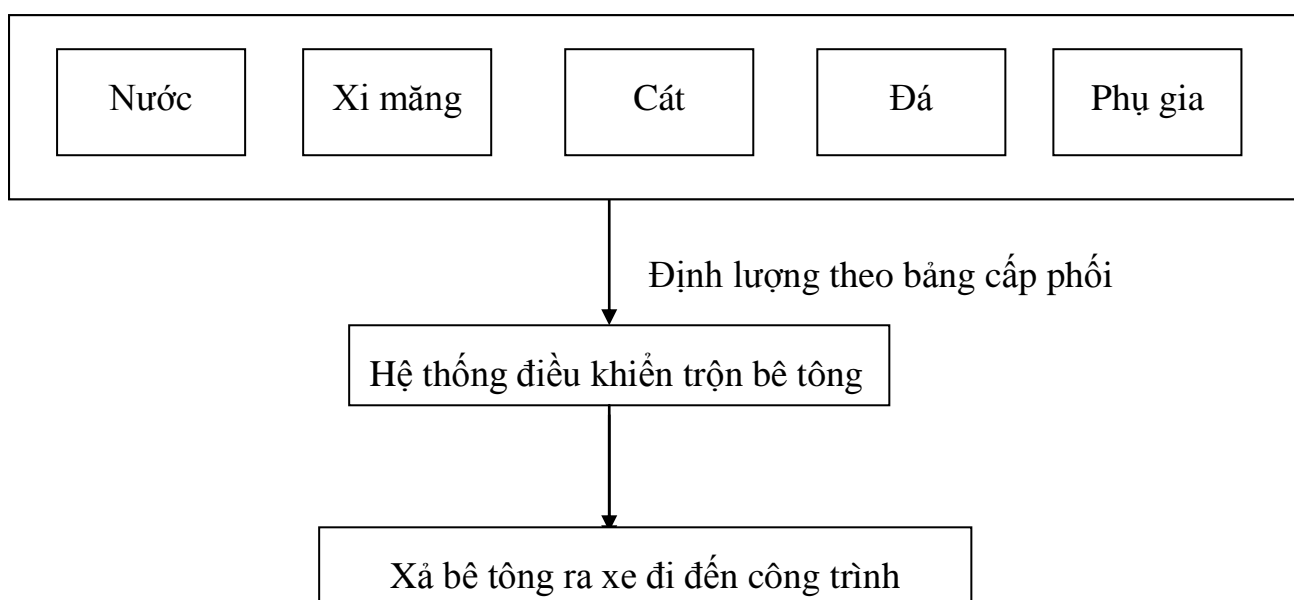 Nước Xi măng Cát Đá Phụ gia
Định lượng theo bảng cấp phối
Hệ thống điều khiển trộn bê tông
Xả bê tông ra xe đi đến công trình